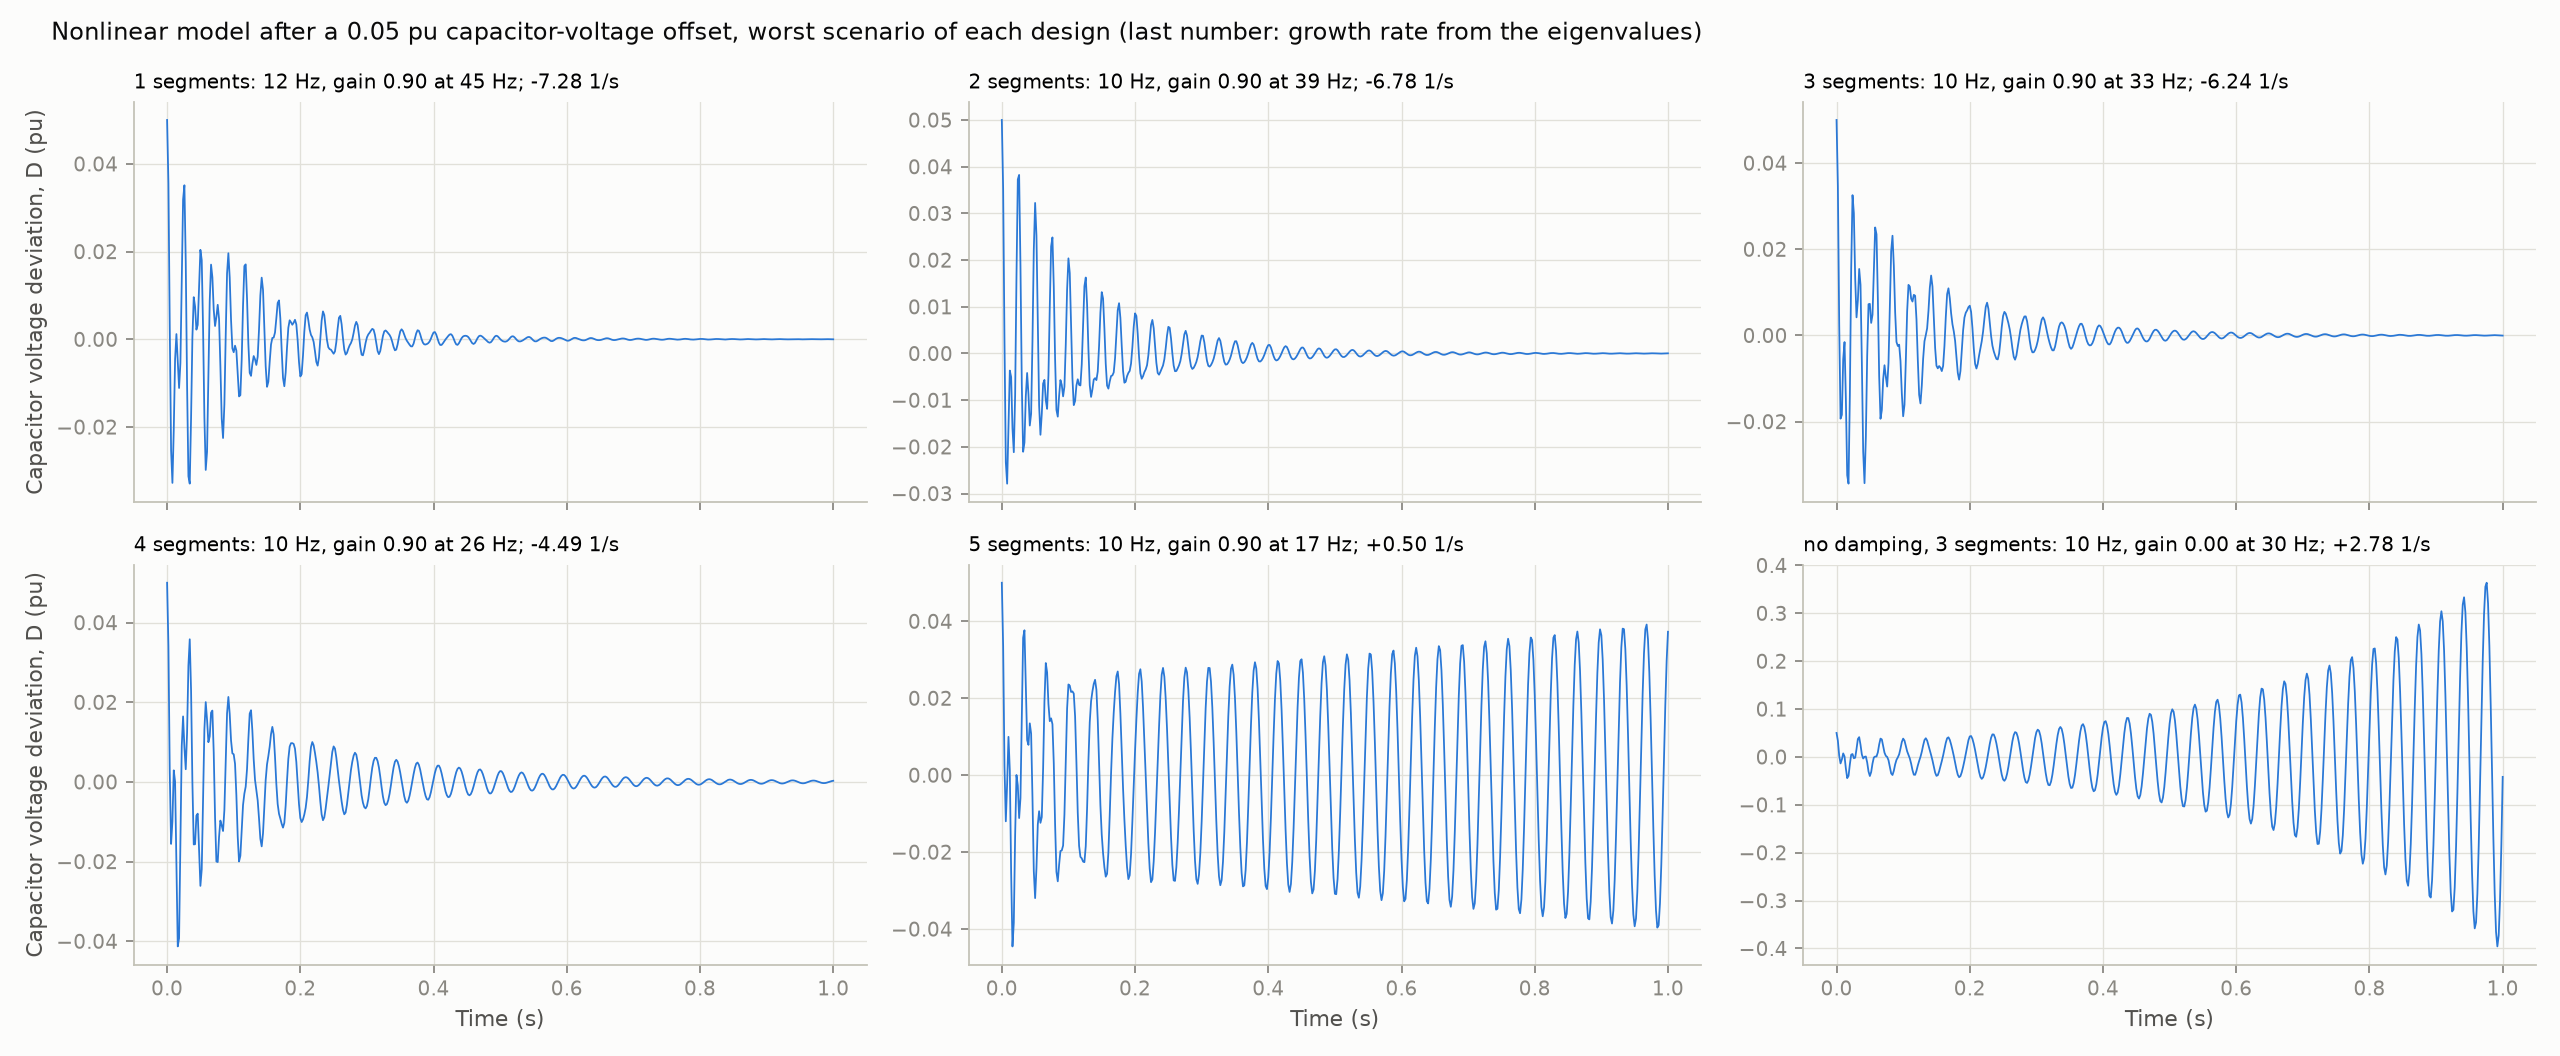 Nonlinear model after a 0.05 pu capacitor-voltage offset, worst scenario of each design (last number: growth rate from the eigenvalues)
1 segments: 12 Hz, gain 0.90 at 45 Hz; -7.28 1/s
2 segments: 10 Hz, gain 0.90 at 39 Hz; -6.78 1/s
3 segments: 10 Hz, gain 0.90 at 33 Hz; -6.24 1/s
Capacitor voltage deviation, D (pu)
0.04
0.02
0.00
−0.02
0.05
0.04
0.03
0.02
0.01
0.00
−0.01
−0.02
−0.03
0.04
0.02
0.00
−0.02
4 segments: 10 Hz, gain 0.90 at 26 Hz; -4.49 1/s
5 segments: 10 Hz, gain 0.90 at 17 Hz; +0.50 1/s
no damping, 3 segments: 10 Hz, gain 0.00 at 30 Hz; +2.78 1/s
Capacitor voltage deviation, D (pu)
0.04
0.02
0.00
−0.02
−0.04
0.0 0.2 0.4 0.6 0.8 1.0
Time (s)
0.04
0.02
0.00
−0.02
−0.04
0.0 0.2 0.4 0.6 0.8 1.0
Time (s)
0.4
0.3
0.2
0.1
0.0
−0.1
−0.2
−0.3
−0.4
0.0 0.2 0.4 0.6 0.8 1.0
Time (s)